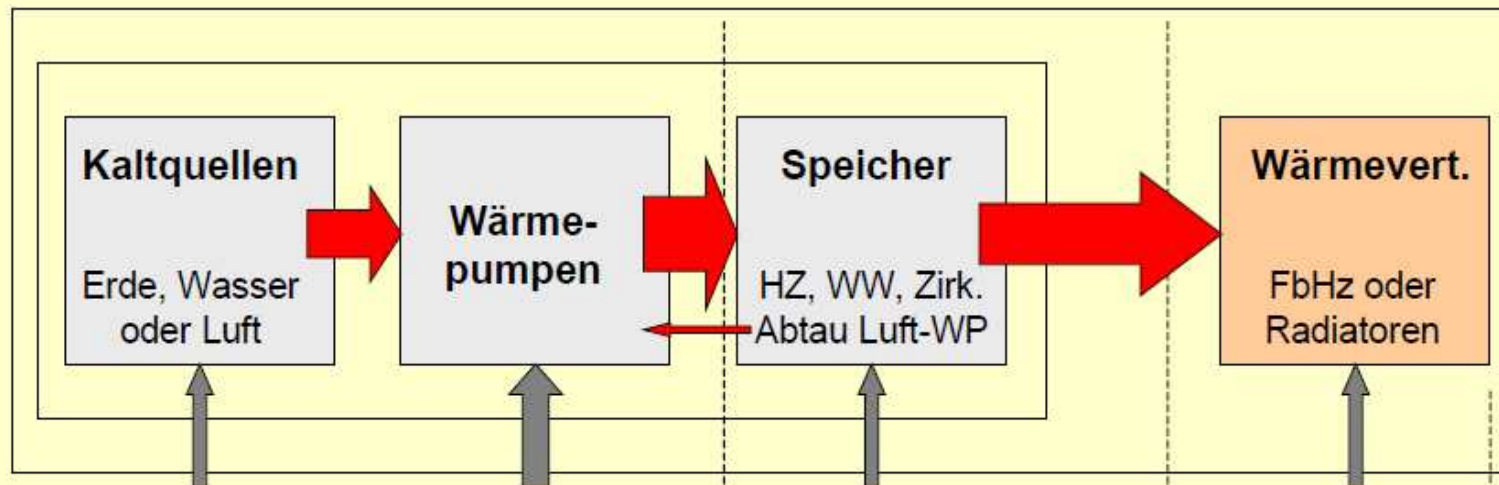 Kaltquellen
Erde, Wasser
oder Luft
Wärme-
pumpen
Speicher
HZ, WW, Zirk.
Abtau Luft-WP
Wärmevert.
FbHz oder
Radiatoren